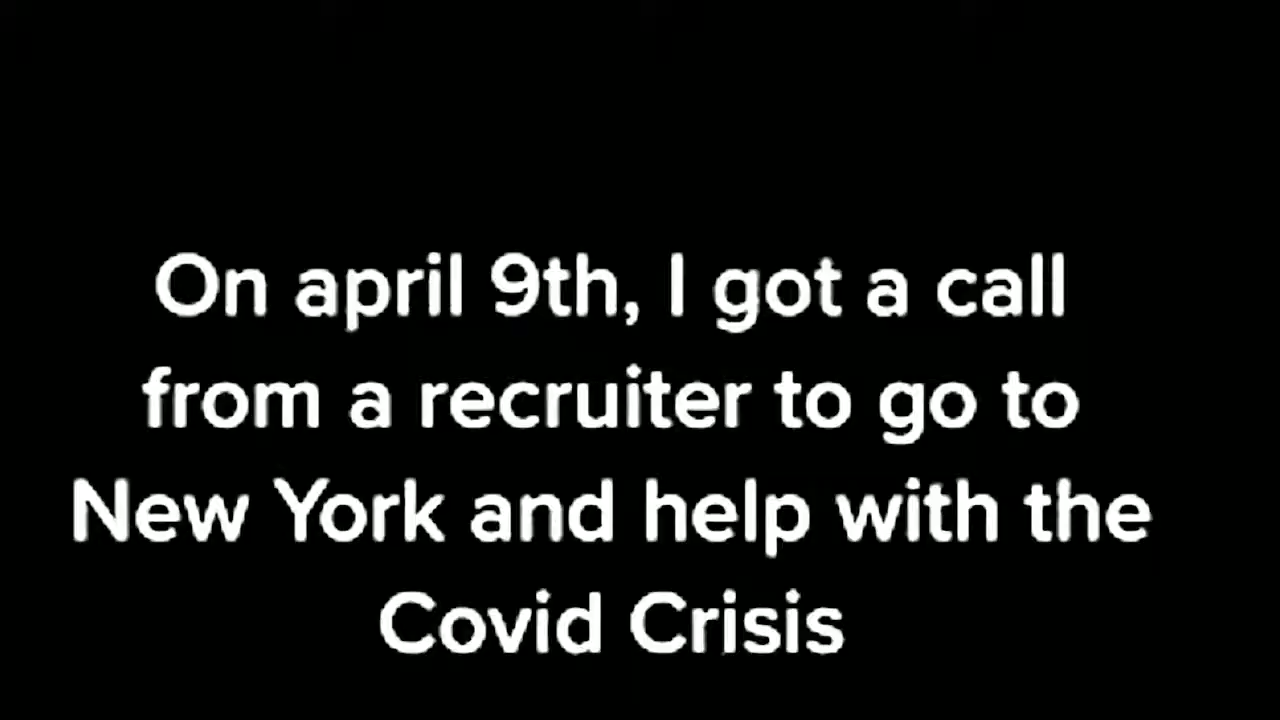 On april 9th, I got a call
from a recruiter to go to
New York and help with the
Covid Crisis